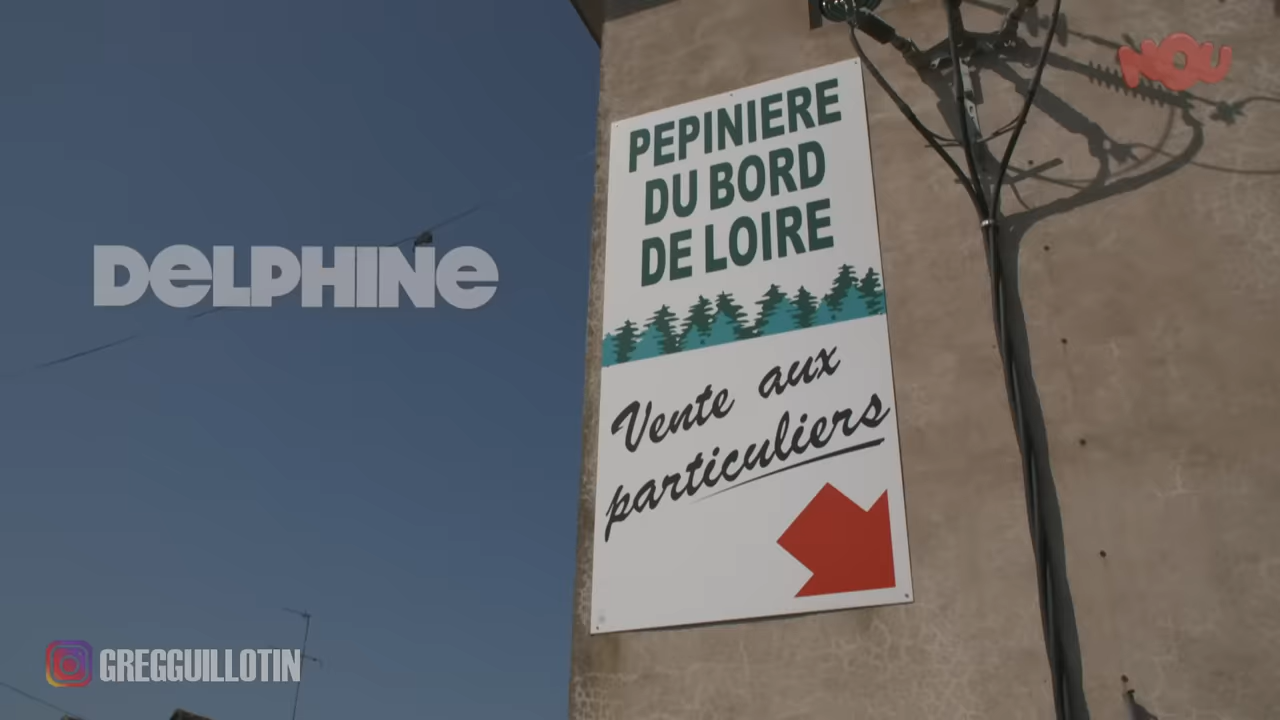 NOU
PEPINIERE
DU BORD
DE LOIRE
DELPHINE
Vente aux
particuliers
GREGGUILLOTIN